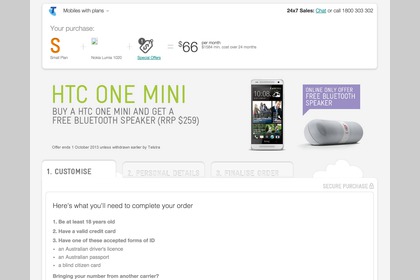 Mobiles with plans
24x7 Sales: Chat or call 1800 303 302
Your purchase:
S
Small Plan
Nokia Lumia 1020
Special Offers
$66
per month
$1584 min. cost over 24 months
HTC ONE MINI
BUY A HTC ONE MINI AND GET A
FREE BLUETOOTH SPEAKER (RRP $259)
ONLINE ONLY OFFER
FREE BLUETOOTH
SPEAKER
Offer ends 1 October 2013 unless withdrawn earlier by Telstra
1. CUSTOMISE
2. PERSONAL DETAILS
3. FINALISE ORDER
SECURE PURCHASE
Here's what you'll need to complete your order
1. Be at least 18 years old
2. Have a valid credit card
3. Have one of these accepted forms of ID
- an Australian driver's licence
- an Australian passport
- a blind citizen card
Bringing your number from another carrier?